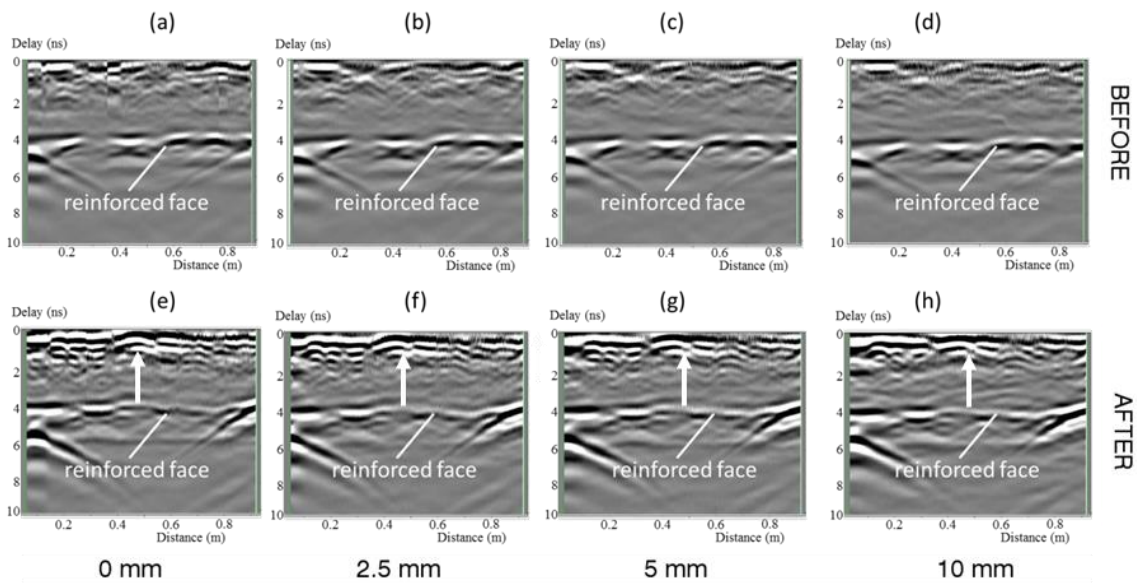 (a) (b) (c) (d)
Delay (ns) Delay (ns) Delay (ns) Delay (ns)
0 0 0 0
2 2 2 2
4 4 4 4
6 6 6 6
8 8 8 8
10 10 10 10
reinforced face reinforced face reinforced face reinforced face
0.2 0.4 0.6 0.8 0.2 0.4 0.6 0.8 0.2 0.4 0.6 0.8 0.2 0.4 0.6 0.8
Distance (m) Distance (m) Distance (m) Distance (m)
BEFORE
(e) (f) (g) (h)
Delay (ns) Delay (ns) Delay (ns) Delay (ns)
0 0 0 0
2 2 2 2
4 4 4 4
6 6 6 6
8 8 8 8
10 10 10 10
reinforced face reinforced face reinforced face reinforced face
0.2 0.4 0.6 0.8 0.2 0.4 0.6 0.8 0.2 0.4 0.6 0.8 0.2 0.4 0.6 0.8
Distance (m) Distance (m) Distance (m) Distance (m)
AFTER
0 mm 2.5 mm 5 mm 10 mm